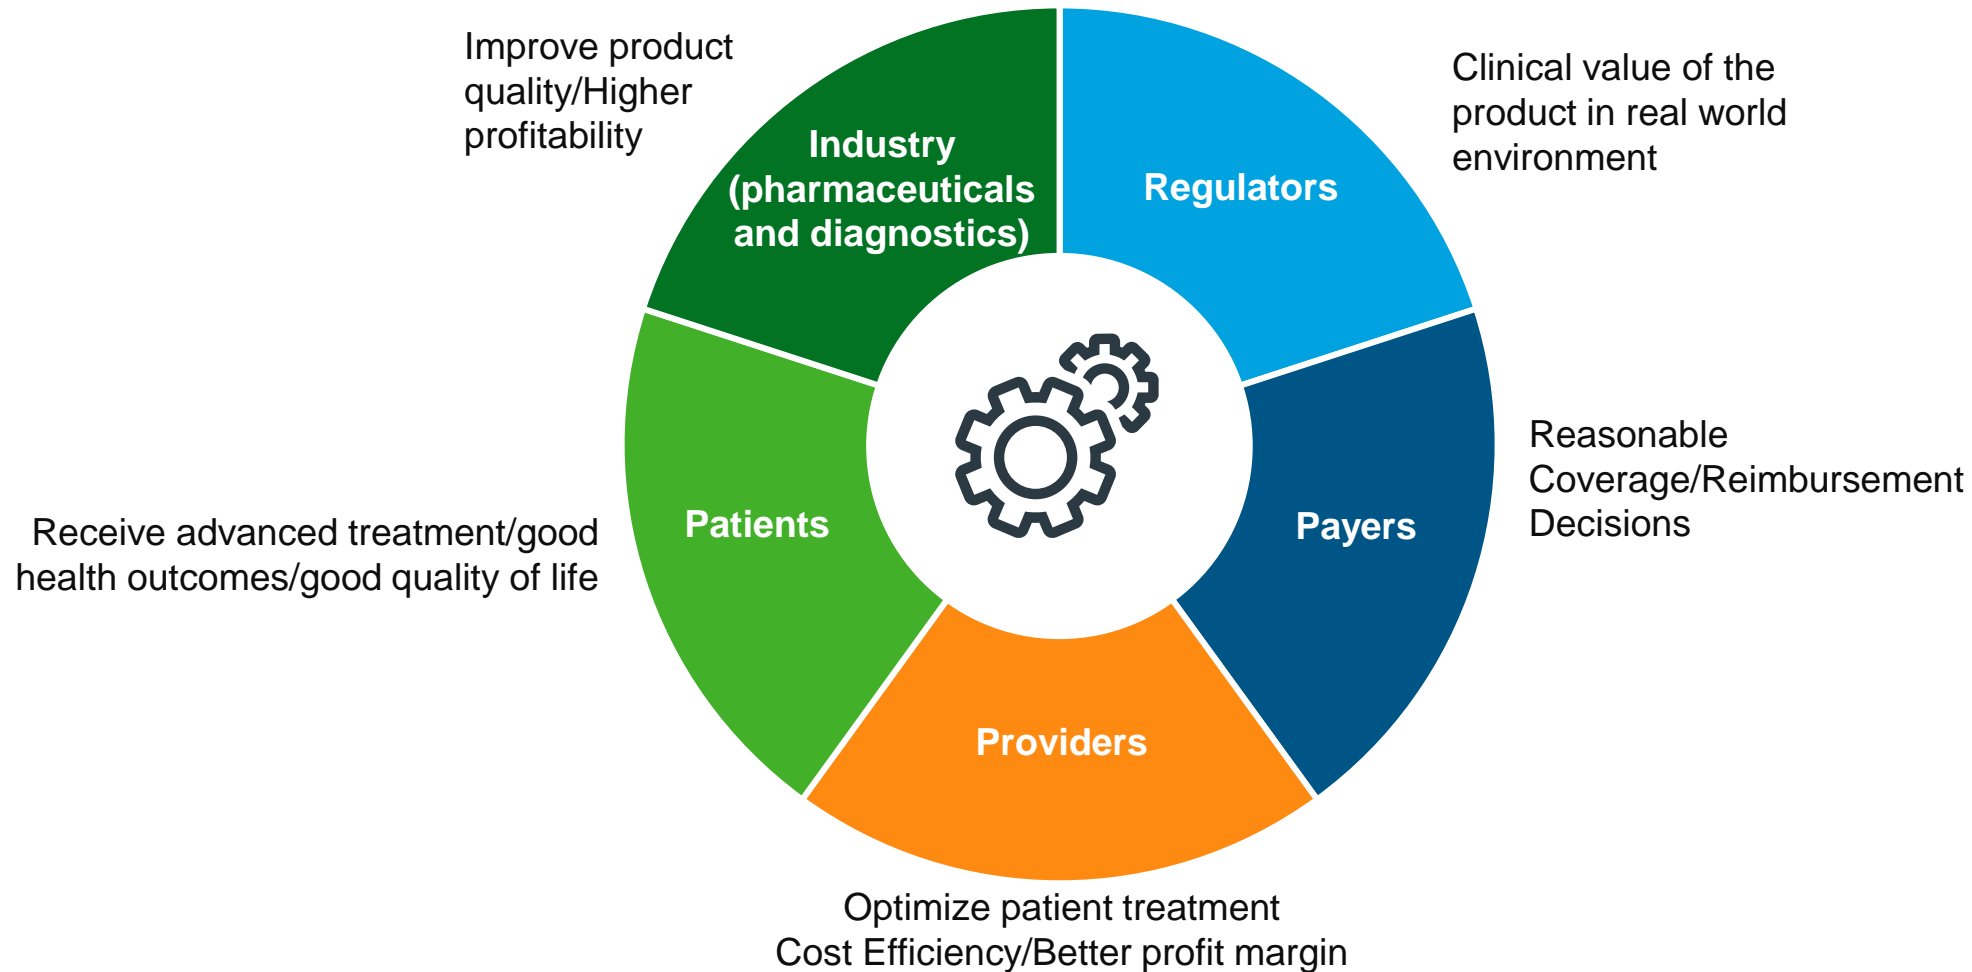 Improve product
quality/Higher
profitability
Industry
(pharmaceuticals
and diagnostics)
Regulators
Clinical value of the
product in real world
environment
Patients
Receive advanced treatment/good
health outcomes/good quality of life
Payers
Reasonable
Coverage/Reimbursement
Decisions
Providers
Optimize patient treatment
Cost Efficiency/Better profit margin